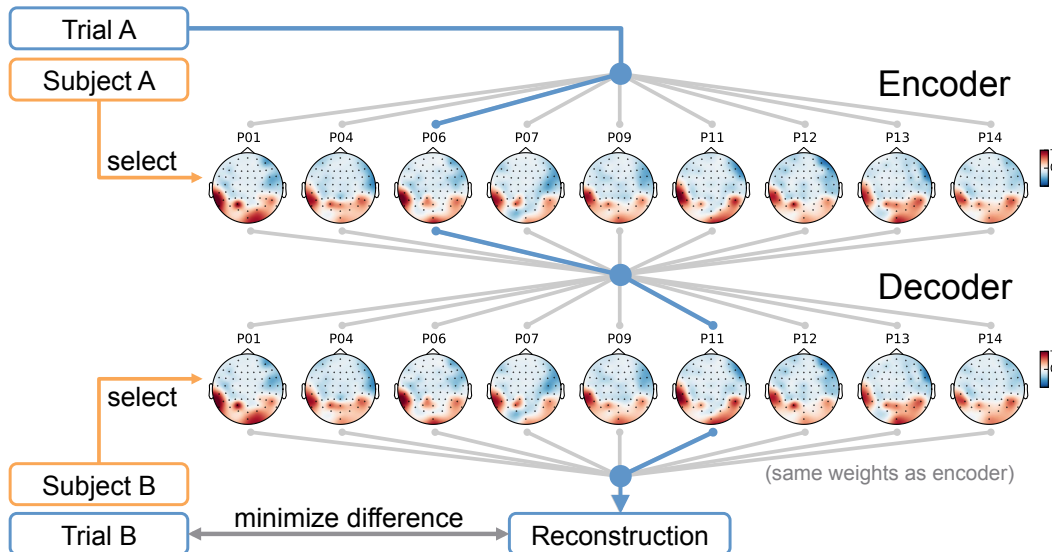 Trial A
Subject A
Encoder
P01 P04 P06 P07 P09 P11 P12 P13 P14
select
Decoder
P01 P04 P06 P07 P09 P11 P12 P13 P14
select
Subject B
(same weights as encoder)
Trial B
minimize difference
Reconstruction